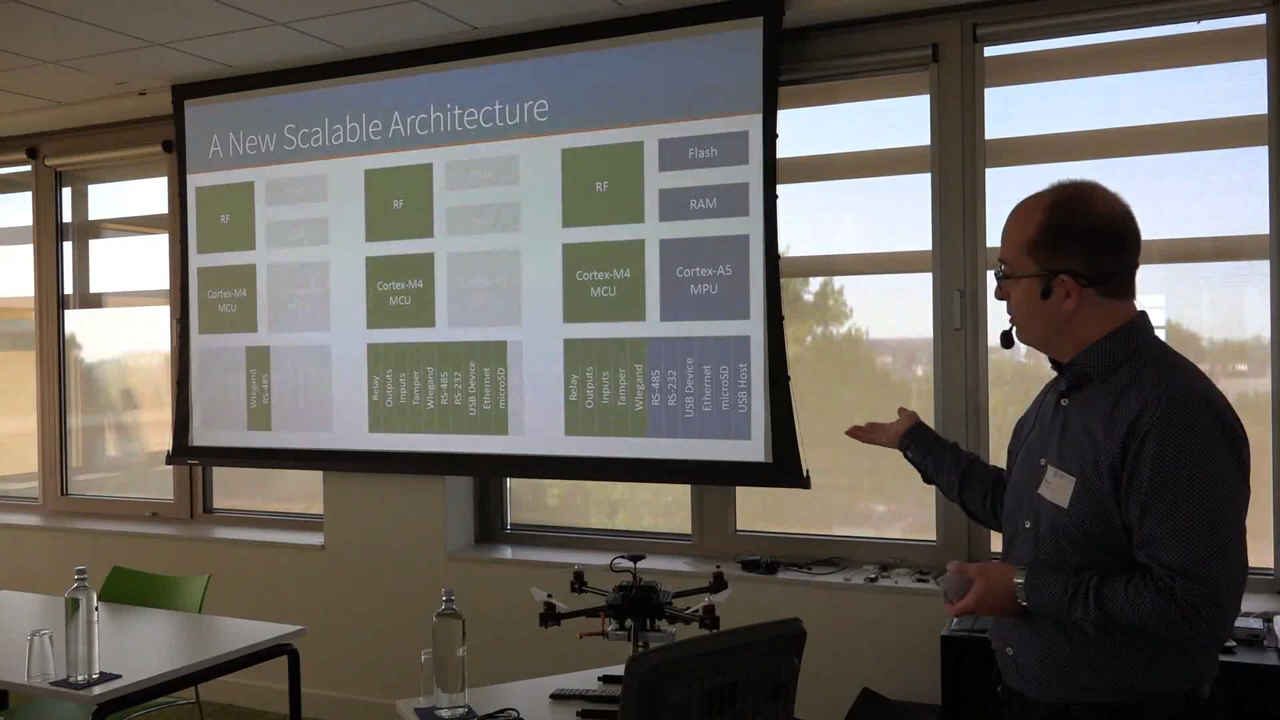 A New Scalable Architecture
RF
Cortex-M4
MCU
Wiegand
RS-485
RF
Cortex-M4
MCU
Relay
Outputs
Inputs
Tamper
Wiegand
RS-485
RS-232
USB Device
Ethernet
microSD
RF
Flash
RAM
Cortex-M4
MCU
Cortex-A5
MPU
Relay
Outputs
Inputs
Tamper
Wiegand
RS-485
RS-232
USB Device
Ethernet
microSD
USB Host